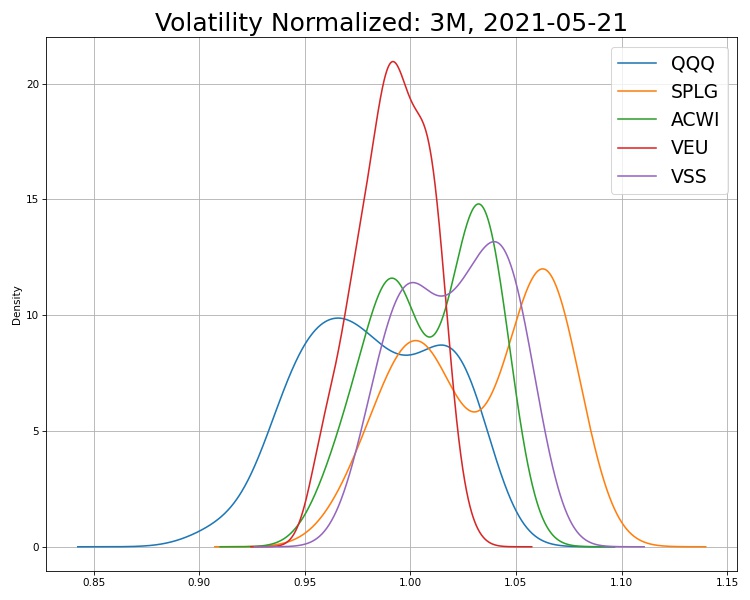 Volatility Normalized: 3M, 2021-05-21
QQQ
SPLG
ACWI
VEU
VSS
Density
20
15
10
5
0
0.85 0.90 0.95 1.00 1.05 1.10 1.15